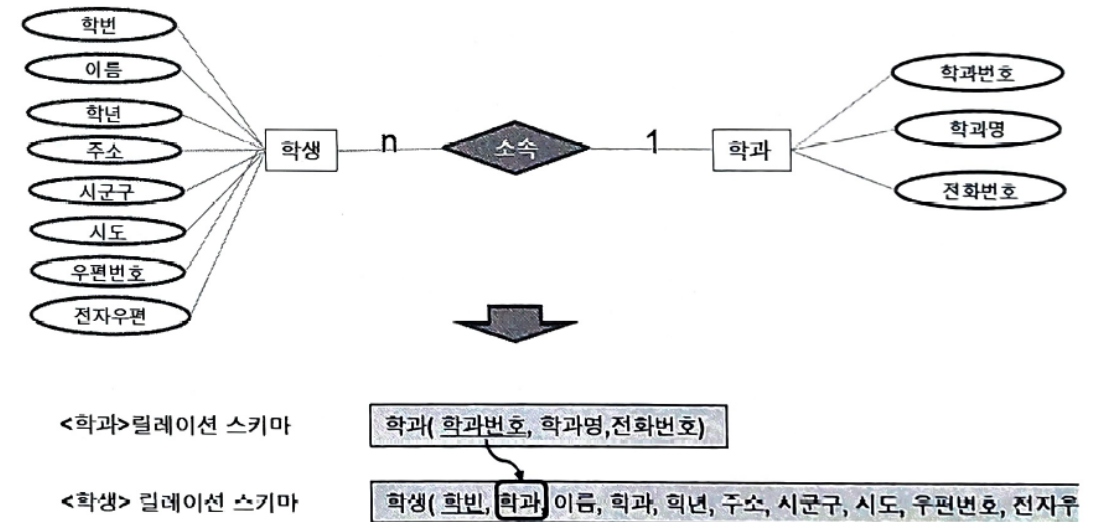 학번
이름
학년
주소
시군구
시도
우편번호
전자우편
학생
n
소속
1
학과
학과번호
학과명
전화번호
<학과>릴레이션 스키마
학과( 학과번호, 학과명,전화번호)
<학생> 릴레이션 스키마
학생( 학빈, 학과, 이름, 학과, 힉년, 주소, 시군구, 시도, 우편번호, 전자우